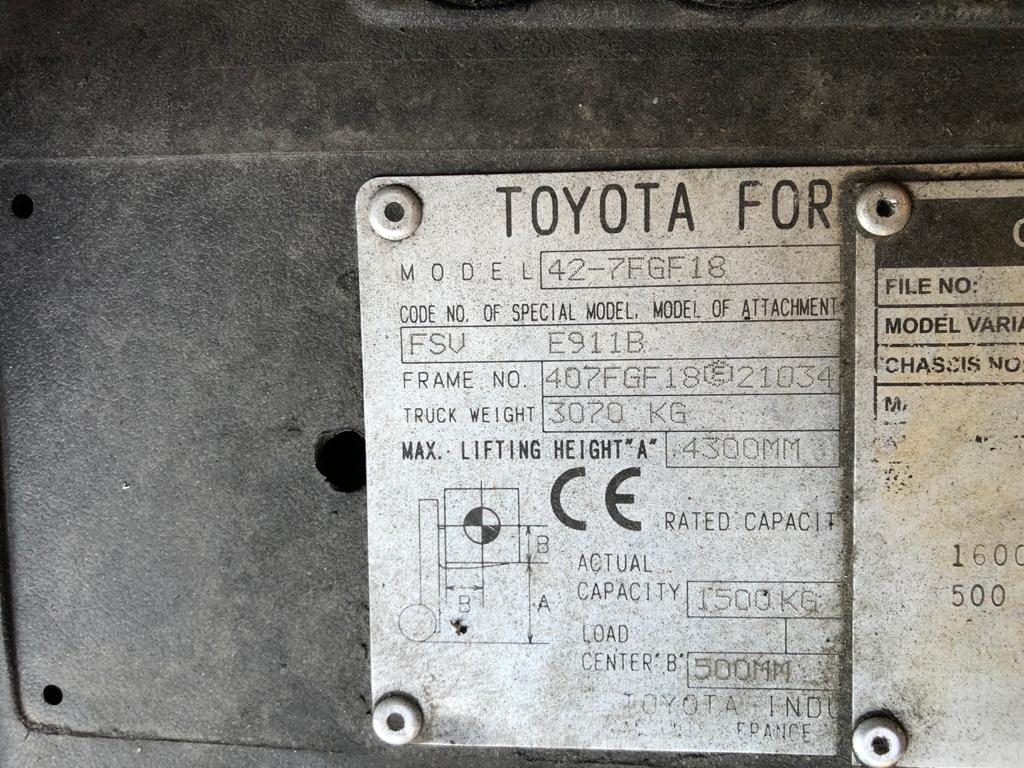 TOYOTA FOR
MODEL 42-7FGF18
CODE NO. OF SPECIAL MODEL, MODEL OF ATTACHMENT
FSV E911B
FRAME NO. 407FGF18 E 21034
TRUCK WEIGHT 3070 KG
MAX. LIFTING HEIGHT"A" 4300MM
CE
RATED CAPACIT
B
B
A
ACTUAL
CAPACITY 1500KG
LOAD
CENTER"B" 500MM
TOYOTA INDU
FRANCE
FILE NO:
MODEL VARIA
CHASSIS NO:
1600
500